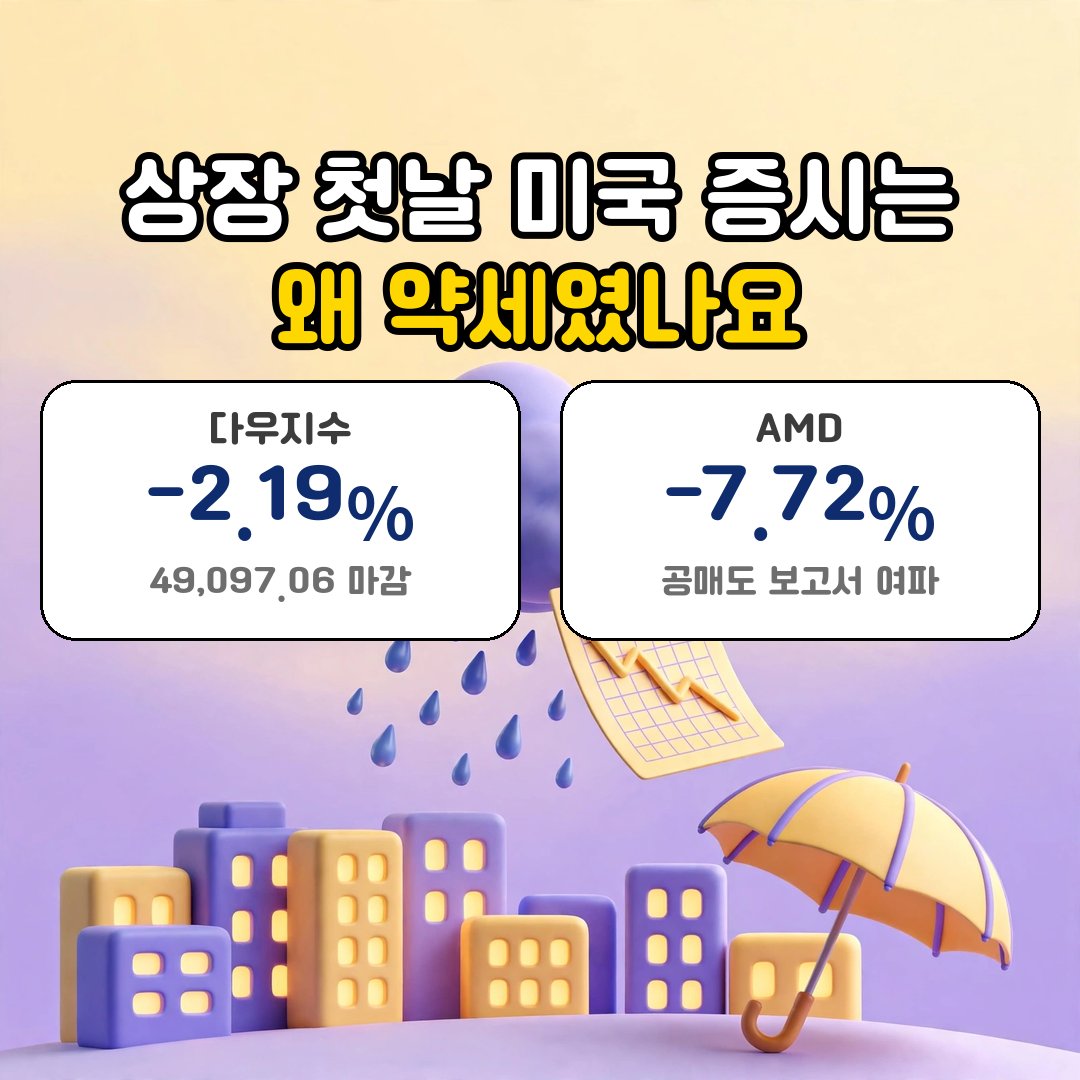 상장 첫날 미국 증시는
왜 약세였나요
다우지수
-2.19%
49,097.06 마감
AMD
-7.72%
공매도 보고서 여파